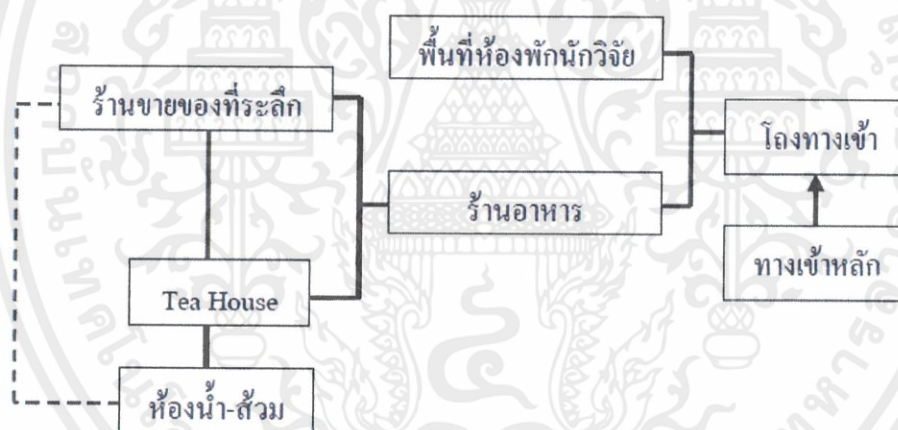 พื้นที่ห้องพักนักวิจัย
ร้านขายของที่ระลึก
โถงทางเข้า
ร้านอาหาร
ทางเข้าหลัก
Tea House
ห้องน้ำ-ส้วม